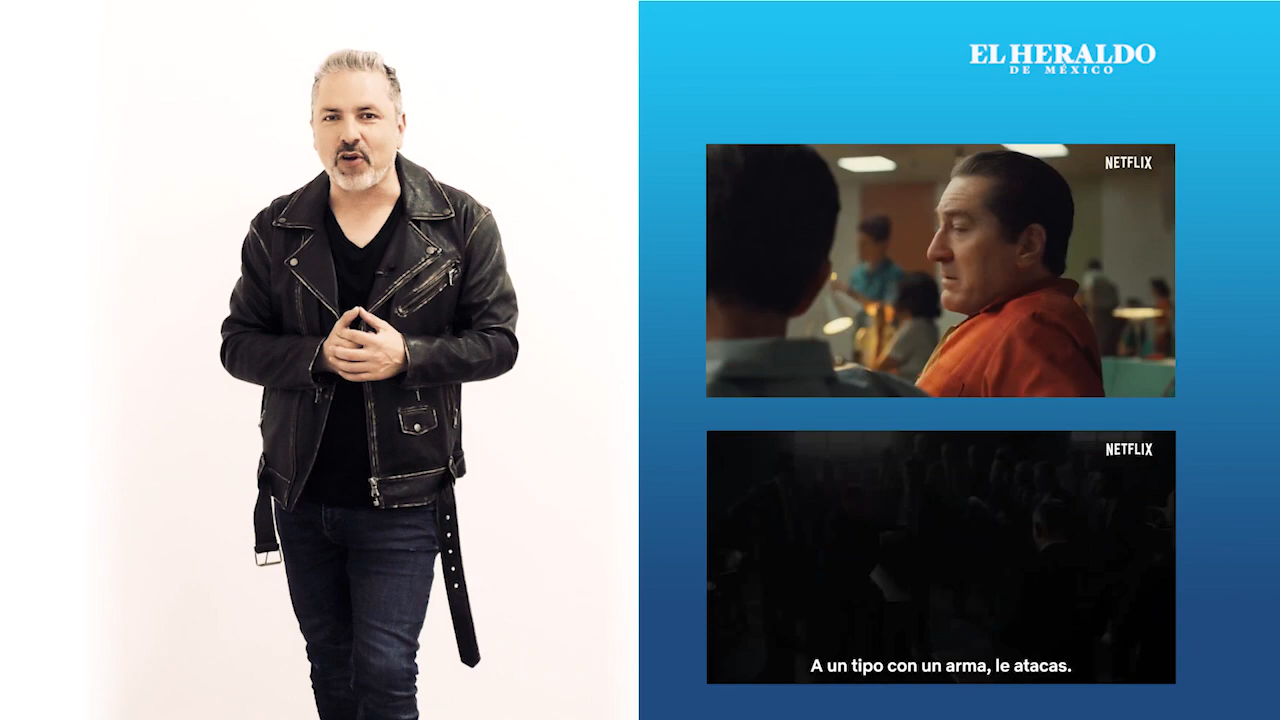 EL HERALDO
DE MÉXICO
NETFLIX
NETFLIX
A un tipo con un arma, le atacas.